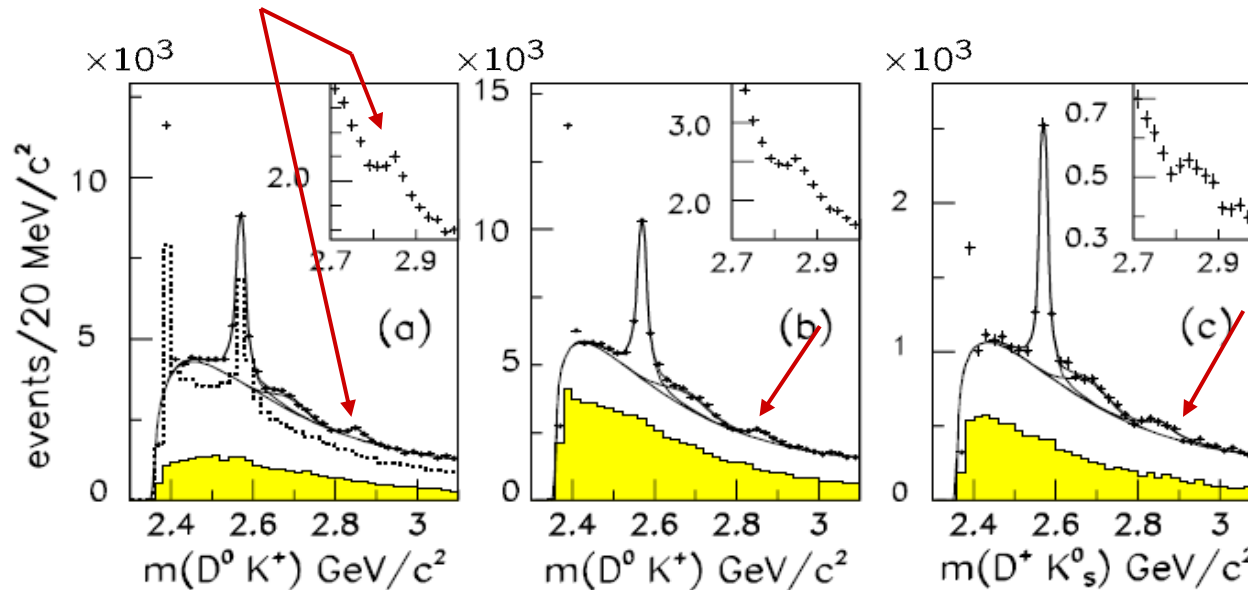 ×10³ ×10³ ×10³
events/20 MeV/c²
10
5
0
2.0
2.7 2.9
(a)
2.4 2.6 2.8 3
m(D⁰ K⁺) GeV/c²
15
10
5
0
3.0
2.0
2.7 2.9
(b)
2.4 2.6 2.8 3
m(D⁰ K⁺) GeV/c²
2
1
0
0.7
0.5
0.3
2.7 2.9
(c)
2.4 2.6 2.8 3
m(D⁺ K⁰ₛ) GeV/c²